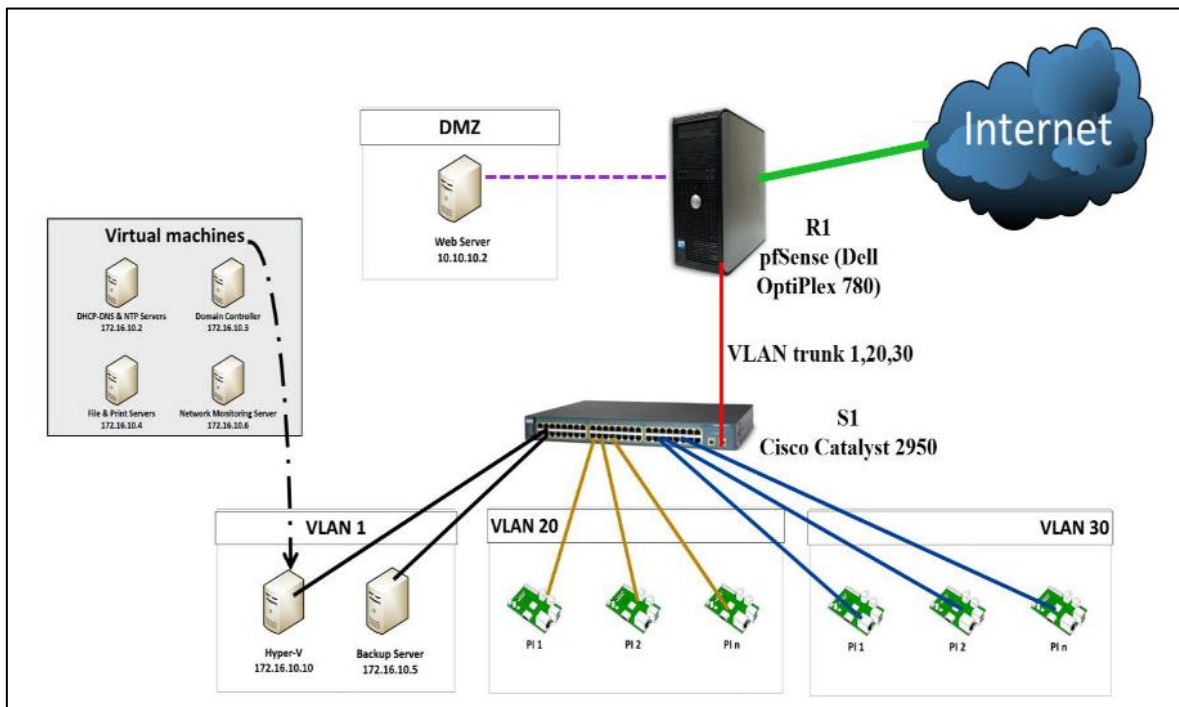 Internet
DMZ
Web Server
10.10.10.2
R1
pfSense (Dell
OptiPlex 780)
Virtual machines
DHCP-DNS & NTP Servers
172.16.10.2
Domain Controller
172.16.10.3
File & Print Servers
172.16.10.4
Network Monitoring Server
172.16.10.6
VLAN trunk 1,20,30
S1
Cisco Catalyst 2950
VLAN 1
Hyper-V
172.16.10.10
Backup Server
172.16.10.5
VLAN 20
PI 1
PI 2
PI n
VLAN 30
PI 1
PI 2
PI n